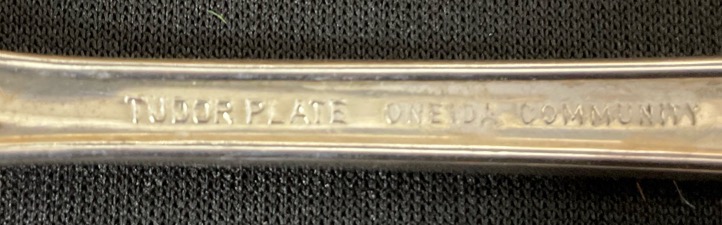 TUDOR PLATE ONEIDA COMMUNITY